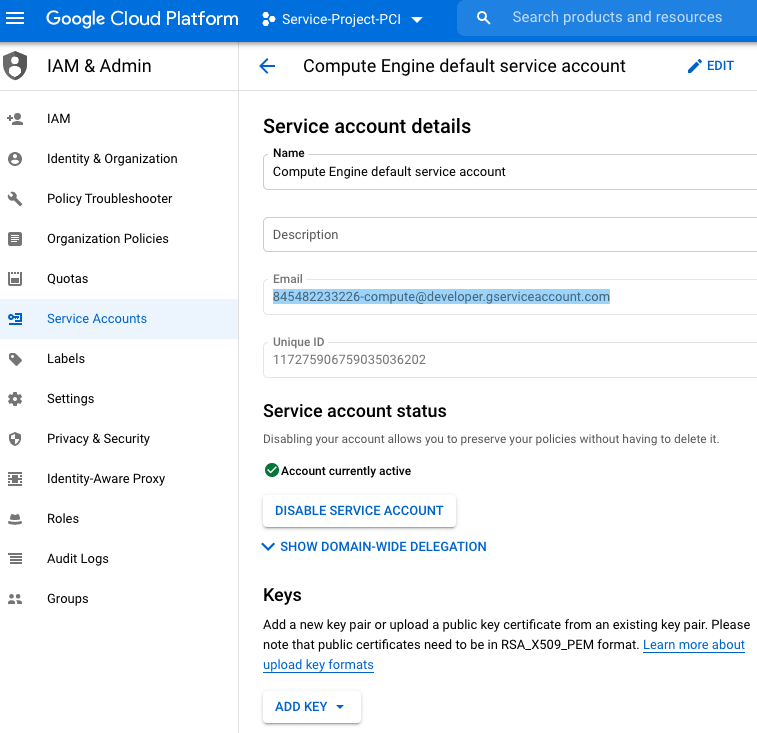 Google Cloud Platform
Service-Project-PCI
Search products and resources
IAM & Admin
Compute Engine default service account
EDIT
IAM
Identity & Organization
Policy Troubleshooter
Organization Policies
Quotas
Service Accounts
Labels
Settings
Privacy & Security
Identity-Aware Proxy
Roles
Audit Logs
Groups
Service account details
Name
Compute Engine default service account
Description
Email
845482233226-compute@developer.gserviceaccount.com
Unique ID
117275906759035036202
Service account status
Disabling your account allows you to preserve your policies without having to delete it.
Account currently active
DISABLE SERVICE ACCOUNT
SHOW DOMAIN-WIDE DELEGATION
Keys
Add a new key pair or upload a public key certificate from an existing key pair. Please
note that public certificates need to be in RSA_X509_PEM format. Learn more about
upload key formats
ADD KEY